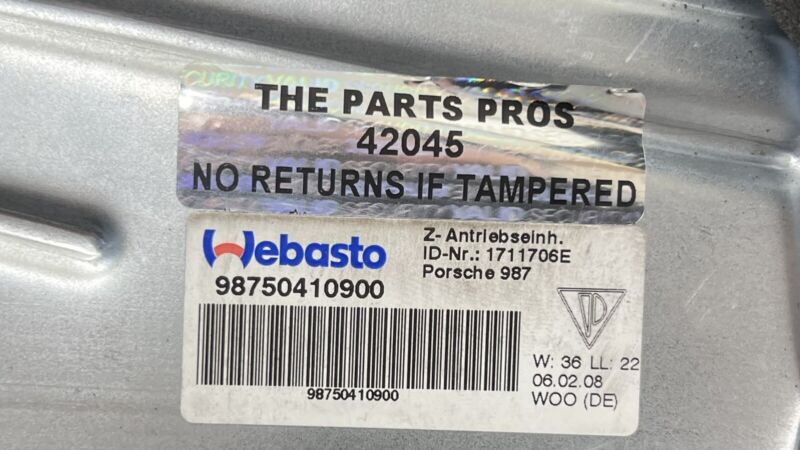 THE PARTS PROS
42045
NO RETURNS IF TAMPERED
Webasto
98750410900
Z- Antriebseinh.
ID-Nr.: 1711706E
Porsche 987
98750410900
W: 36 LL: 22
06.02.08
WOO (DE)